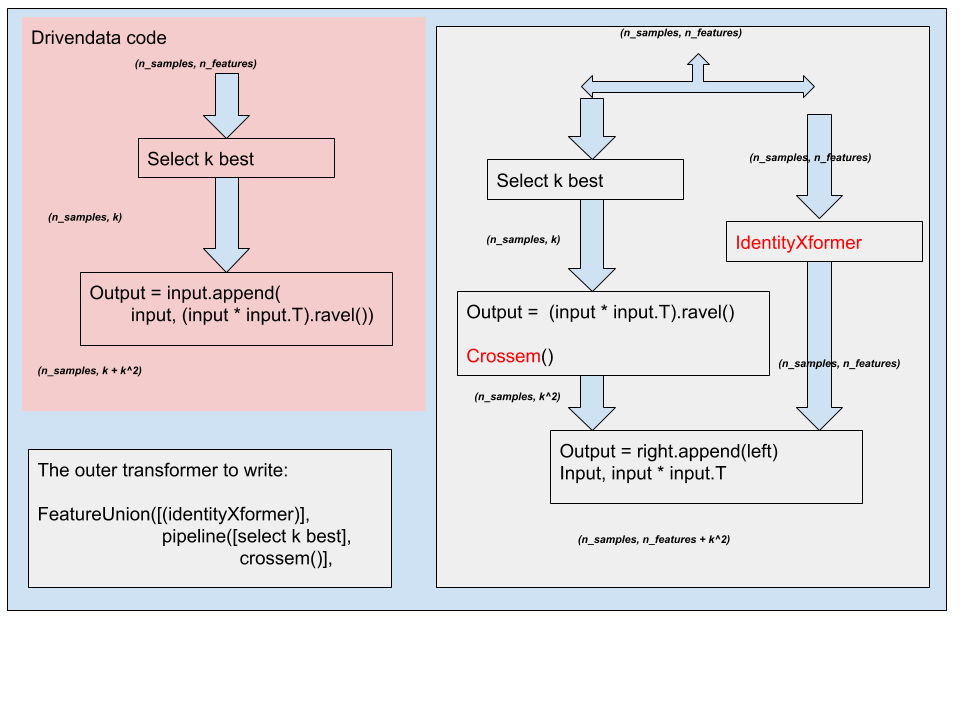 Drivendata code
(n_samples, n_features)
Select k best
(n_samples, k)
Output = input.append(
input, (input * input.T).ravel())
(n_samples, k + k^2)
The outer transformer to write:
FeatureUnion([(identityXformer)],
pipeline([select k best],
crossem()],
(n_samples, n_features)
Select k best
(n_samples, k)
Output = (input * input.T).ravel()
Crossem()
(n_samples, k^2)
(n_samples, n_features)
IdentityXformer
(n_samples, n_features)
Output = right.append(left)
Input, input * input.T
(n_samples, n_features + k^2)